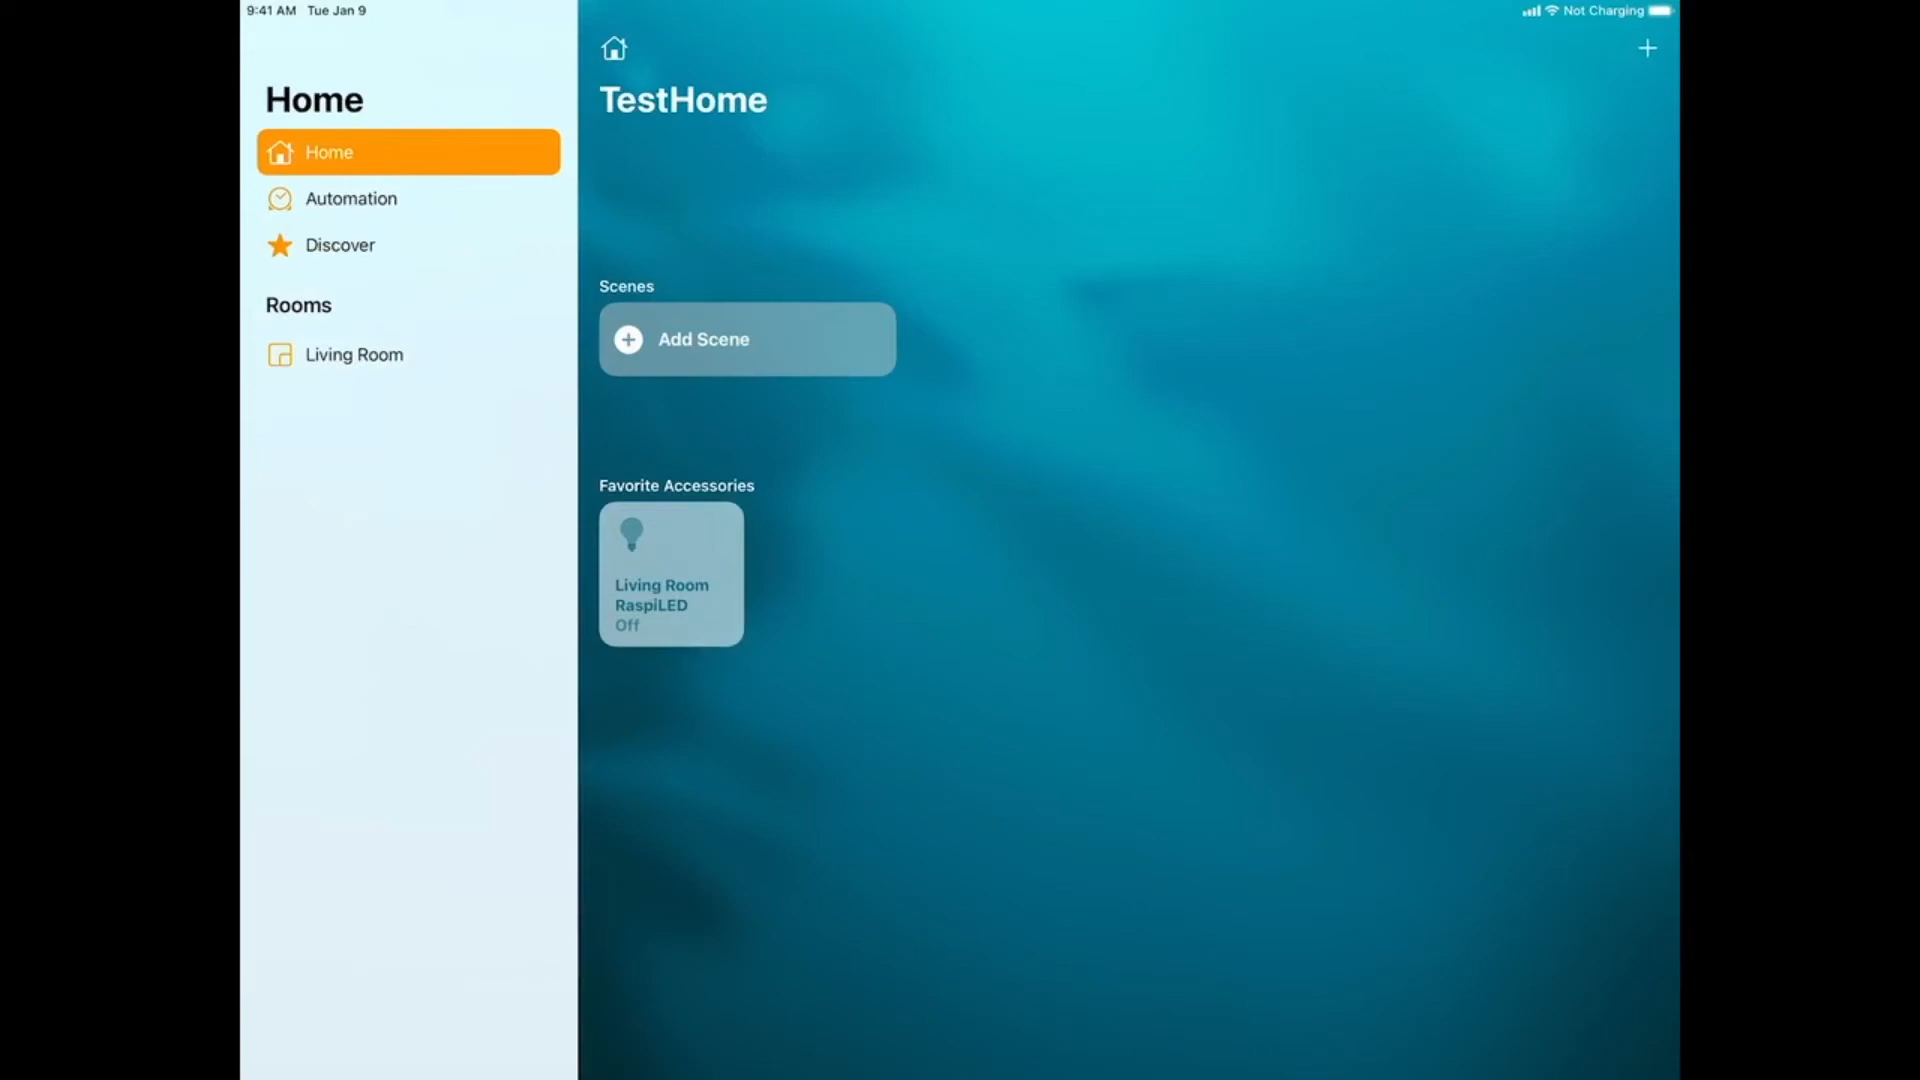 9:41 AM Tue Jan 9
Not Charging
Home
Home
Automation
Discover
Rooms
Living Room
TestHome
Scenes
Add Scene
Favorite Accessories
Living Room
RaspiLED
Off